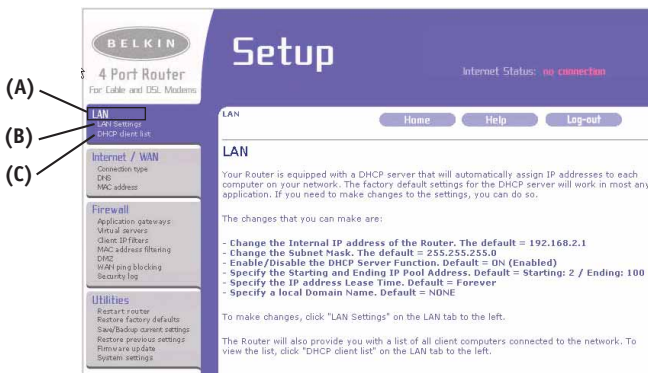 BELKIN
4 Port Router
For Cable and DSL Modems
Setup
Internet Status: no connection
(A)
(B)
(C)
LAN
LAN Settings
DHCP client list
Internet / WAN
Connection type
DNS
MAC address
Firewall
Application gateways
Virtual servers
Client IP filters
MAC address filtering
DMZ
WAN ping blocking
Security log
Utilities
Restart router
Restore factory defaults
Save/Backup current settings
Restore previous settings
Firmware update
System settings
LAN
Home
Help
Log-out
LAN
Your Router is equipped with a DHCP server that will automatically assign IP addresses to each
computer on your network. The factory default settings for the DHCP server will work in most any
application. If you need to make changes to the settings, you can do so.
The changes that you can make are:
- Change the Internal IP address of the Router. The default = 192.168.2.1
- Change the Subnet Mask. The default = 255.255.255.0
- Enable/Disable the DHCP Server Function. Default = ON (Enabled)
- Specify the Starting and Ending IP Pool Address. Default = Starting: 2 / Ending: 100
- Specify the IP address Lease Time. Default = Forever
- Specify a local Domain Name. Default = NONE
To make changes, click "LAN Settings" on the LAN tab to the left.
The Router will also provide you with a list of all client computers connected to the network. To
view the list, click "DHCP client list" on the LAN tab to the left.